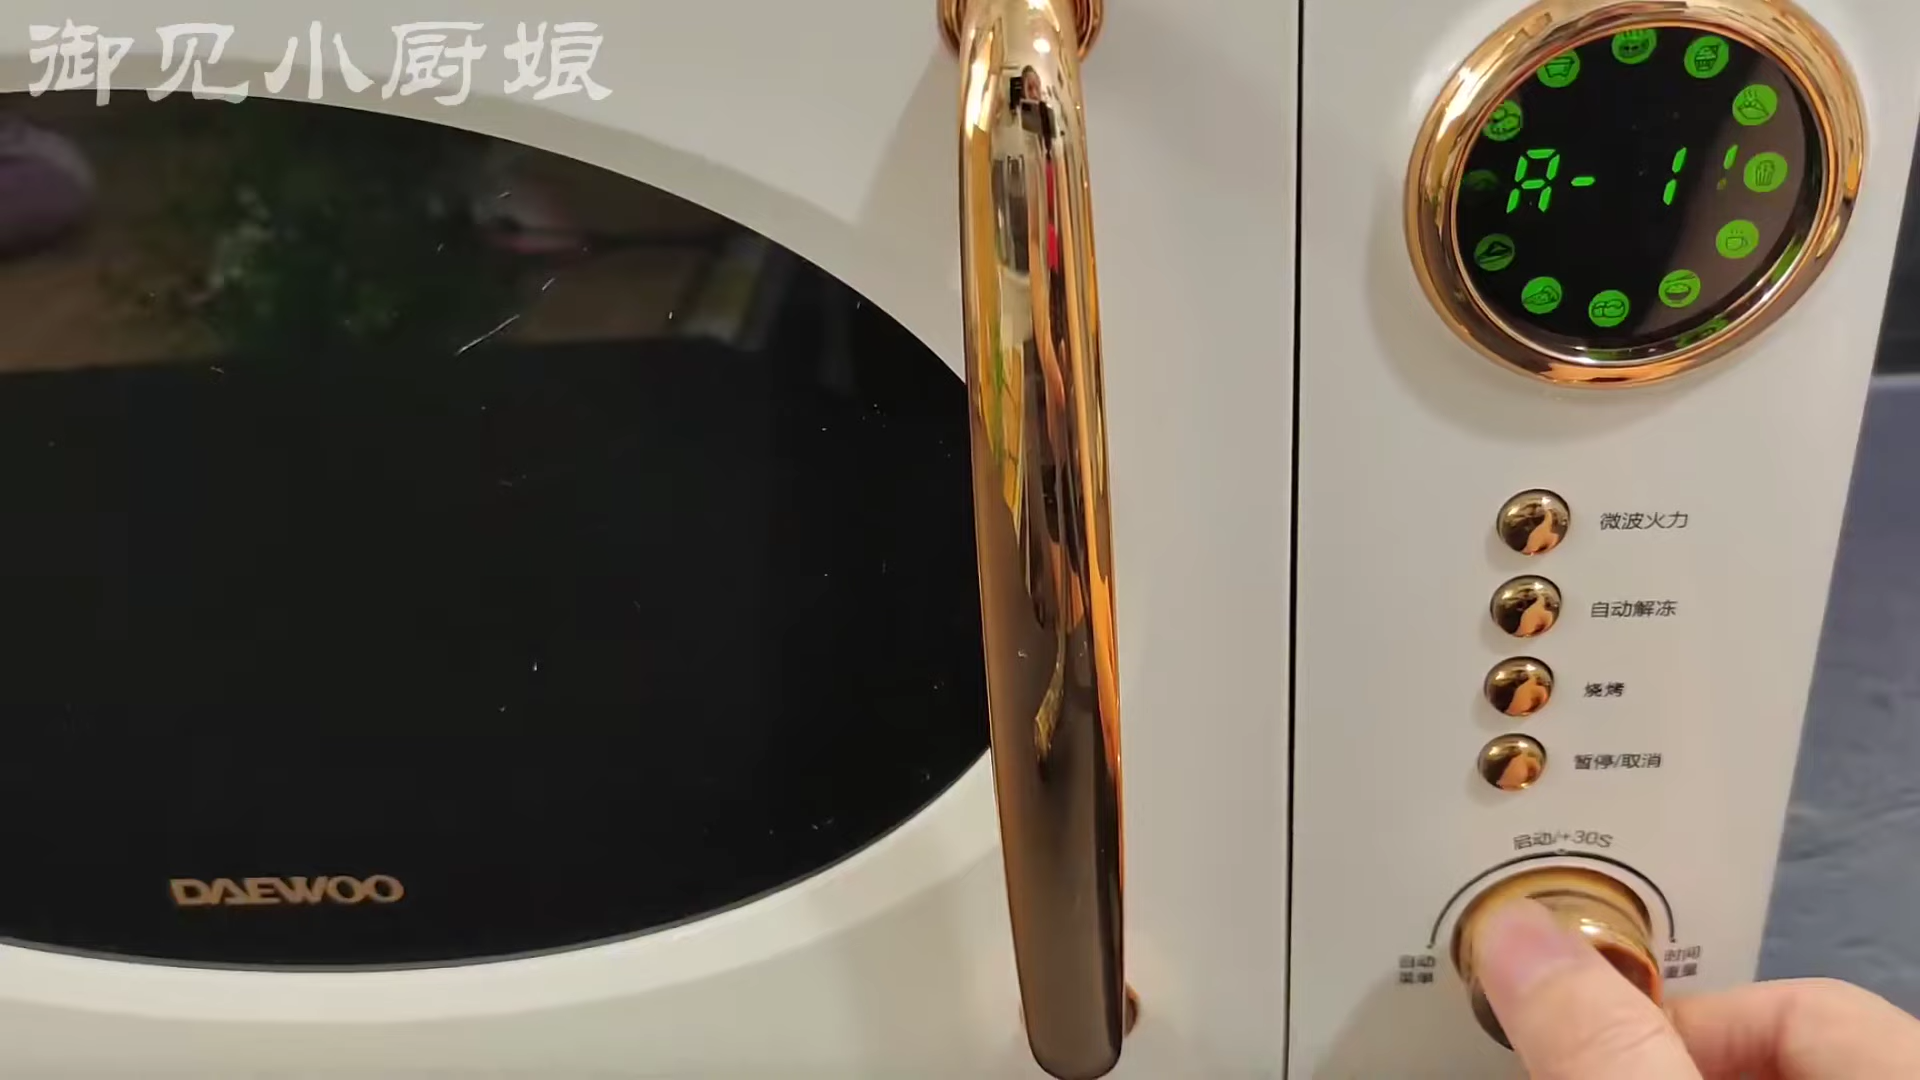 御见小厨娘
A-1
微波火力
自动解冻
烧烤
暂停/取消
启动/+30S
自动
菜单
时间
重量
DAEWOO